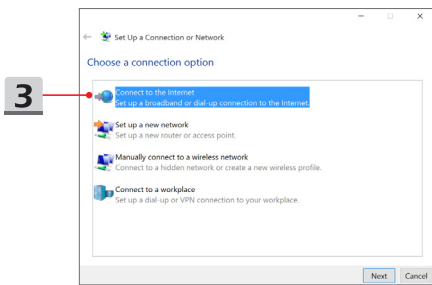 Set Up a Connection or Network
Choose a connection option
3
Connect to the Internet
Set up a broadband or dial-up connection to the Internet.
Set up a new network
Set up a new router or access point.
Manually connect to a wireless network
Connect to a hidden network or create a new wireless profile.
Connect to a workplace
Set up a dial-up or VPN connection to your workplace.
Next Cancel